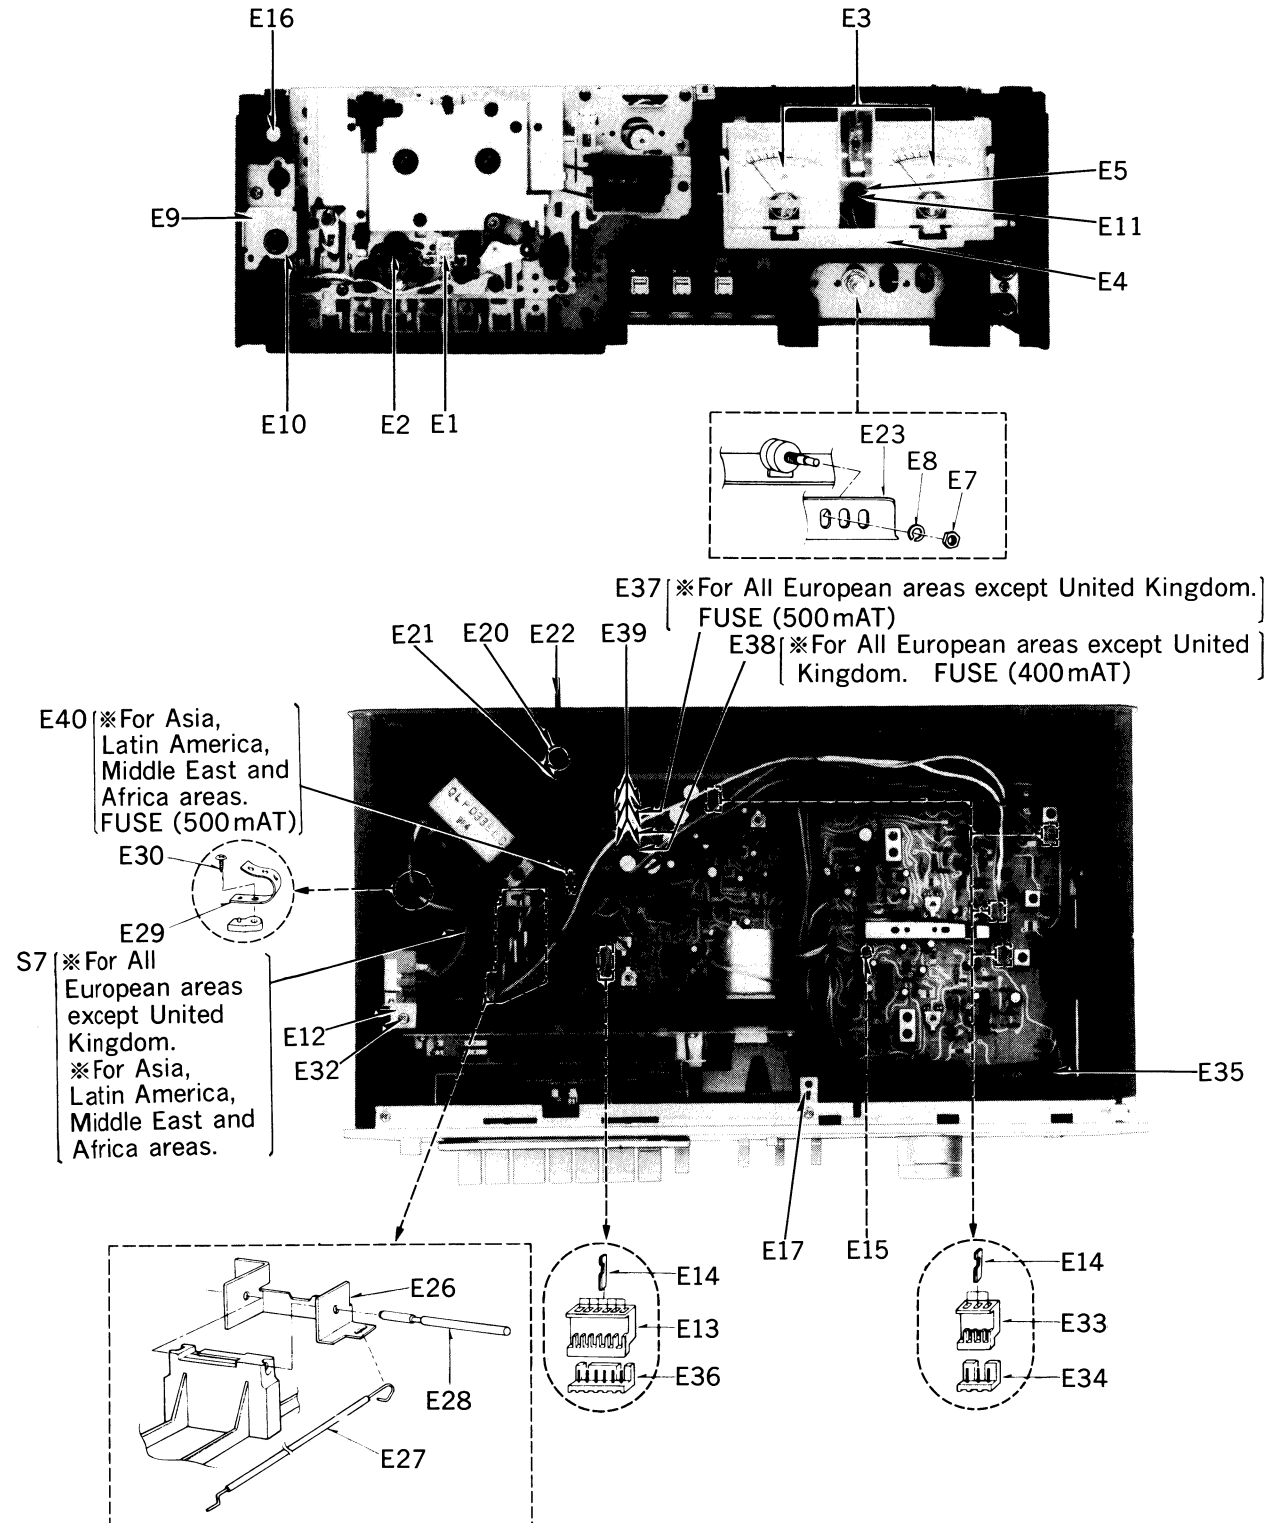 E16
E3
E5
E9
E11
E4
E10
E2
E1
E23
E8
E7
E37 ※For All European areas except United Kingdom.
FUSE (500mAT)
E21
E20
E22
E39
E38 ※For All European areas except United
Kingdom. FUSE (400mAT)
E40 ※For Asia,
Latin America,
Middle East and
Africa areas.
FUSE (500mAT)
E30
E29
S7 ※For All
European areas
except United
Kingdom.
※For Asia,
Latin America,
Middle East and
Africa areas.
E12
E32
E35
E17
E15
E26
E28
E27
E14
E13
E36
E14
E33
E34